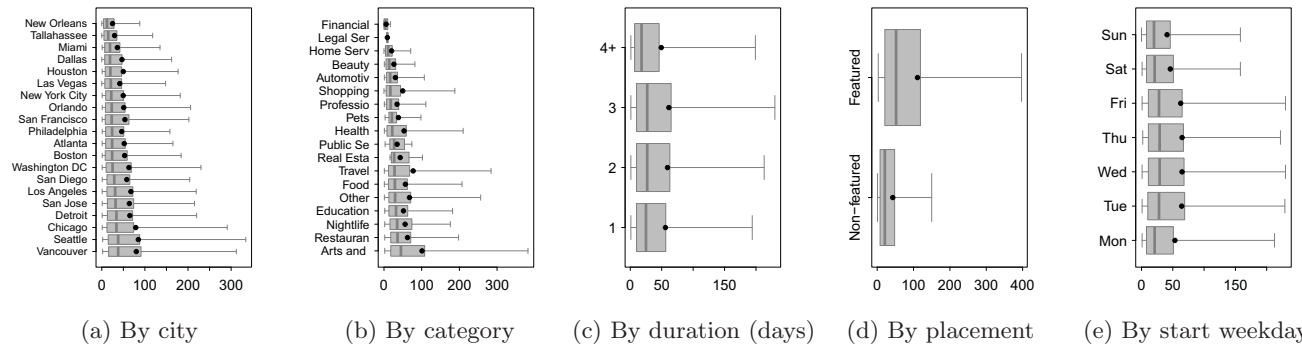 New Orleans
Tallahassee
Miami
Dallas
Houston
Las Vegas
New York City
Orlando
San Francisco
Philadelphia
Atlanta
Boston
Washington DC
San Diego
Los Angeles
San Jose
Detroit
Chicago
Seattle
Vancouver
0 100 200 300
(a) By city
Financial
Legal Ser
Home Serv
Beauty
Automotiv
Shopping
Professio
Pets
Health
Public Se
Real Esta
Travel
Food
Other
Education
Nightlife
Restauran
Arts and
0 100 200 300
(b) By category
4+
3
2
1
0 50 150
(c) By duration (days)
Featured
Non-featured
0 100 200 300 400
(d) By placement
Sun
Sat
Fri
Thu
Wed
Tue
Mon
0 50 150
(e) By start weekday